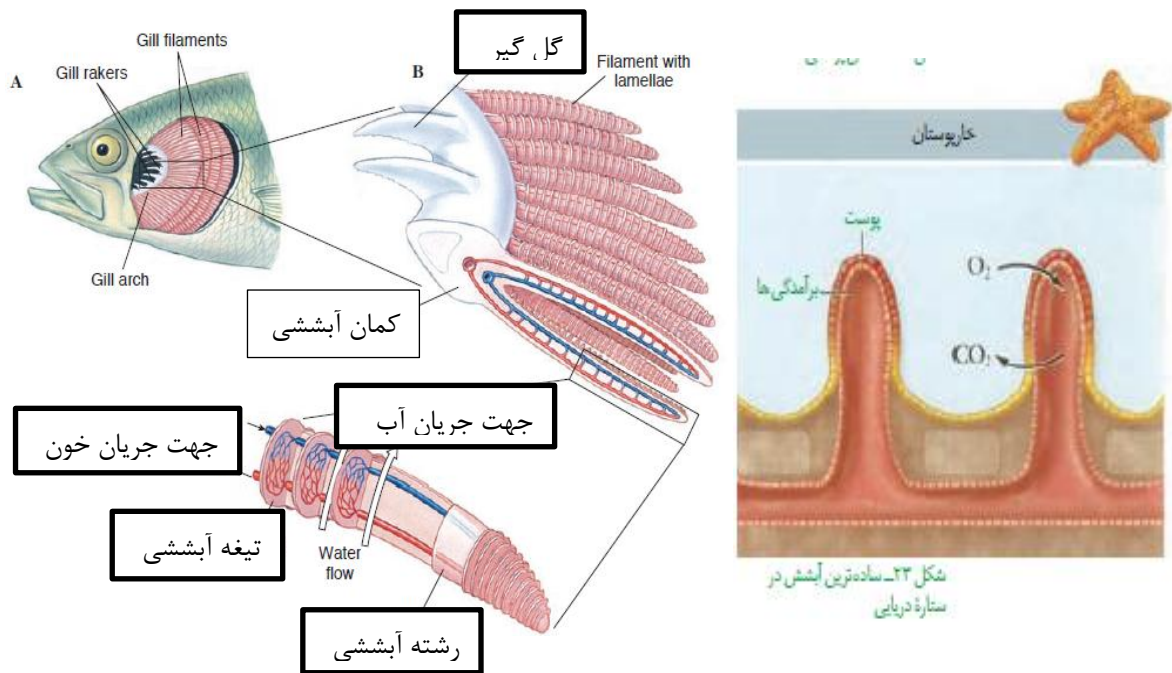 Gill filaments
Gill rakers
A
Gill arch
B
گل گیر
Filament with
lamellae
کمان آبششی
جهت جریان آب
جهت جریان خون
تیغه آبششی
Water
flow
رشته آبششی
خارپوستان
پوست
برآمدگی‌ها
O₂
CO₂
شکل ۲۳ــ ساده‌ترین آبشش در
ستارهٔ دریایی